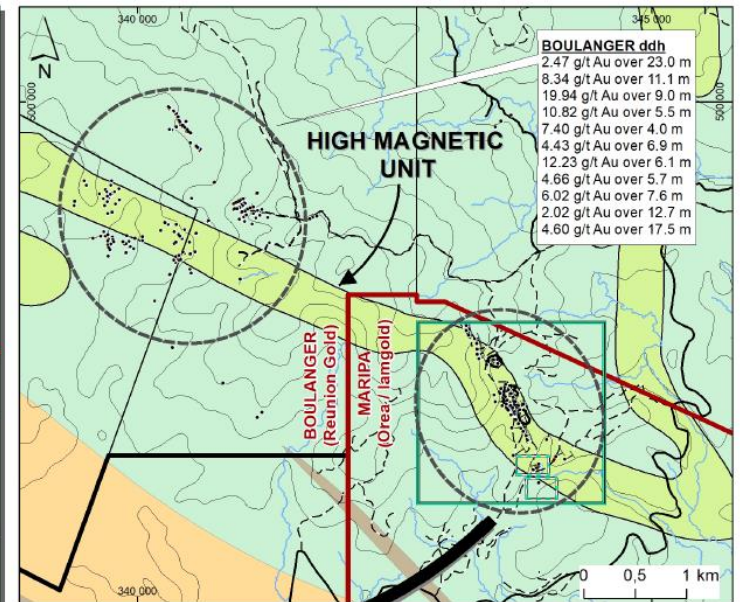 340 000
345 000
N
500 000
500 000
BOULANGER ddh
2.47 g/t Au over 23.0 m
8.34 g/t Au over 11.1 m
19.94 g/t Au over 9.0 m
10.82 g/t Au over 5.5 m
7.40 g/t Au over 4.0 m
4.43 g/t Au over 6.9 m
12.23 g/t Au over 6.1 m
4.66 g/t Au over 5.7 m
6.02 g/t Au over 7.6 m
2.02 g/t Au over 12.7 m
4.60 g/t Au over 17.5 m
HIGH MAGNETIC
UNIT
BOULANGER
(Reunion Gold)
MARIPA
(Orea / Iamgold)
0 0,5 1 km
340 000